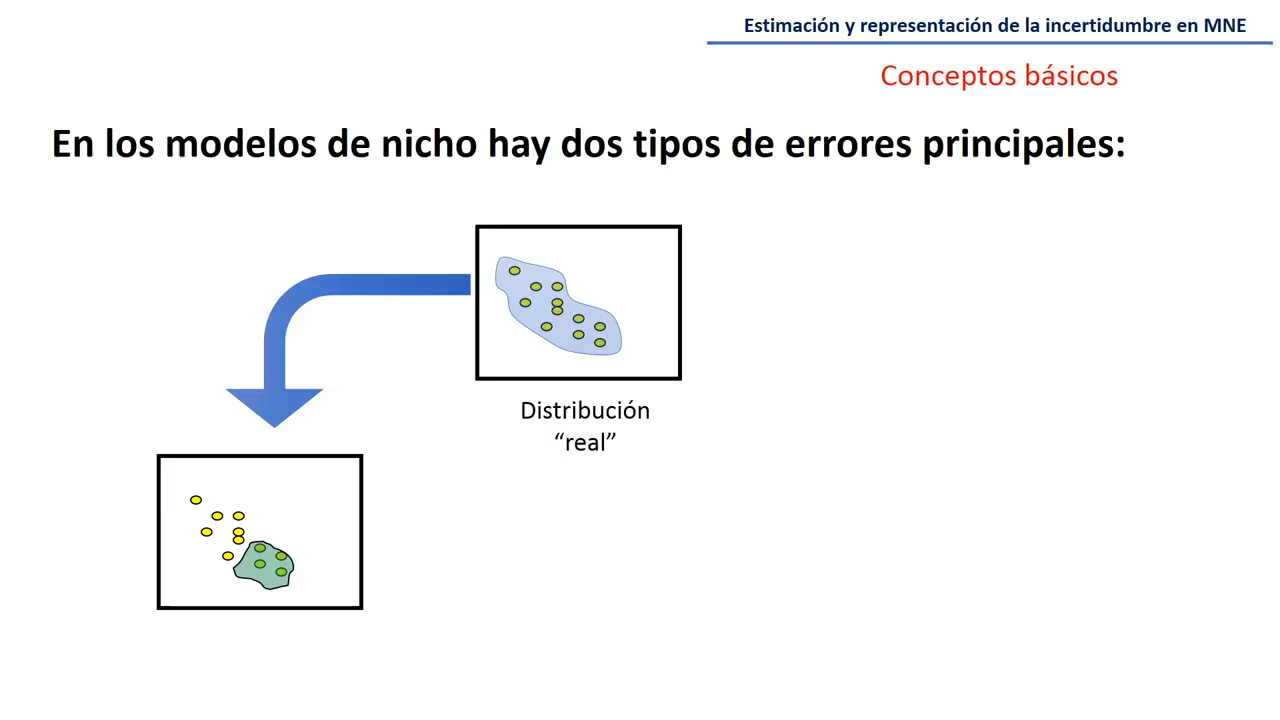 Estimación y representación de la incertidumbre en MNE
Conceptos básicos
En los modelos de nicho hay dos tipos de errores principales:
Distribución
“real”